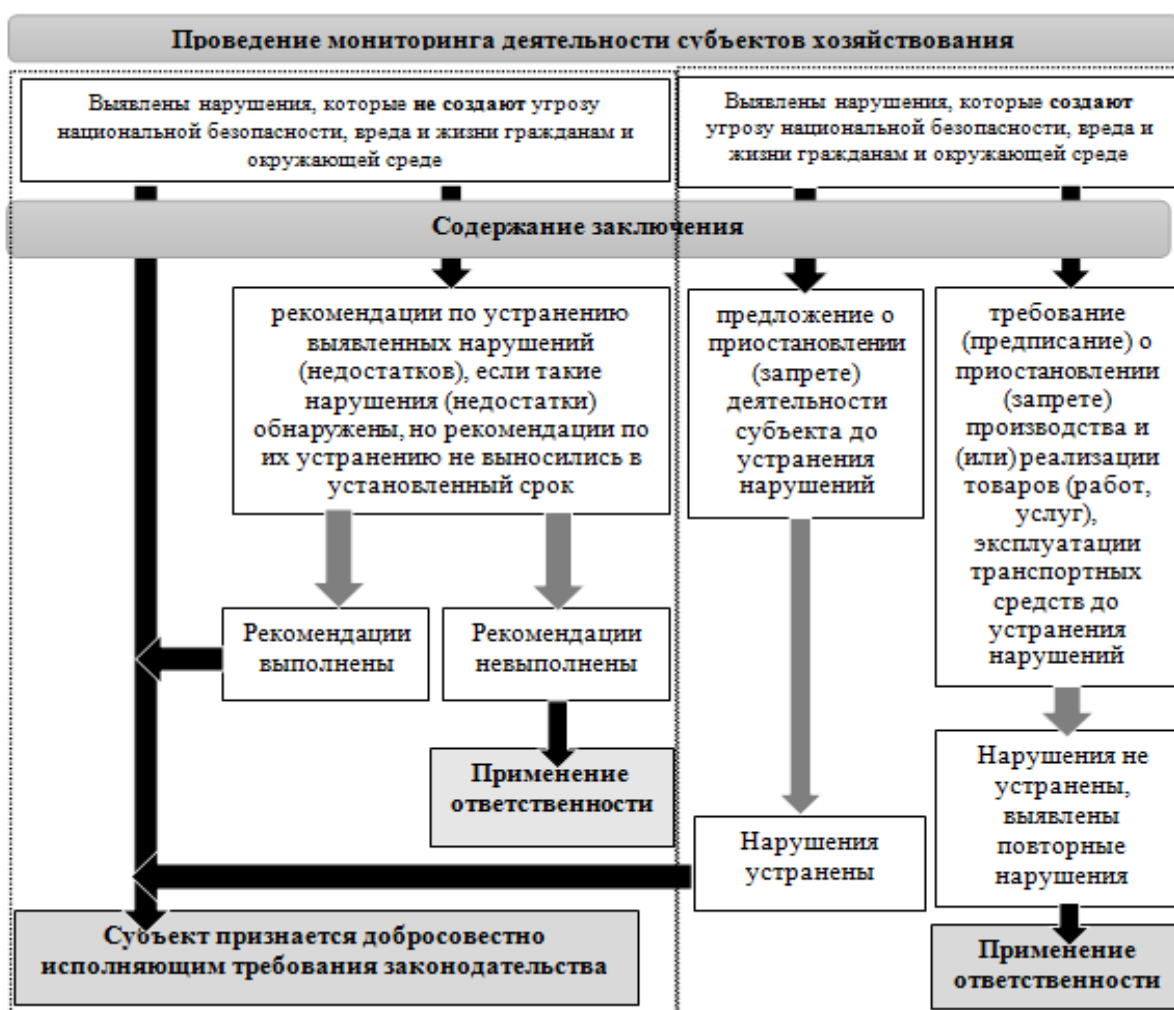 Проведение мониторинга деятельности субъектов хозяйствования
Выявлены нарушения, которые не создают угрозу
национальной безопасности, вреда и жизни гражданам и
окружающей среде
Выявлены нарушения, которые создают
угрозу национальной безопасности, вреда и
жизни гражданам и окружающей среде
Содержание заключения
рекомендации по устранению
выявленных нарушений
(недостатков), если такие
нарушения (недостатки)
обнаружены, но рекомендации по
их устранению не выносились в
установленный срок
предложение о
приостановлении
(запрете)
деятельности
субъекта до
устранения
нарушений
требование
(предписание) о
приостановлении
(запрете)
производства и
(или) реализации
товаров (работ,
услуг),
эксплуатации
транспортных
средств до
устранения
нарушений
Рекомендации
выполнены
Рекомендации
невыполнены
Применение
ответственности
Нарушения
устранены
Нарушения не
устранены,
выявлены
повторные
нарушения
Субъект признается добросовестно
исполняющим требования законодательства
Применение
ответственности